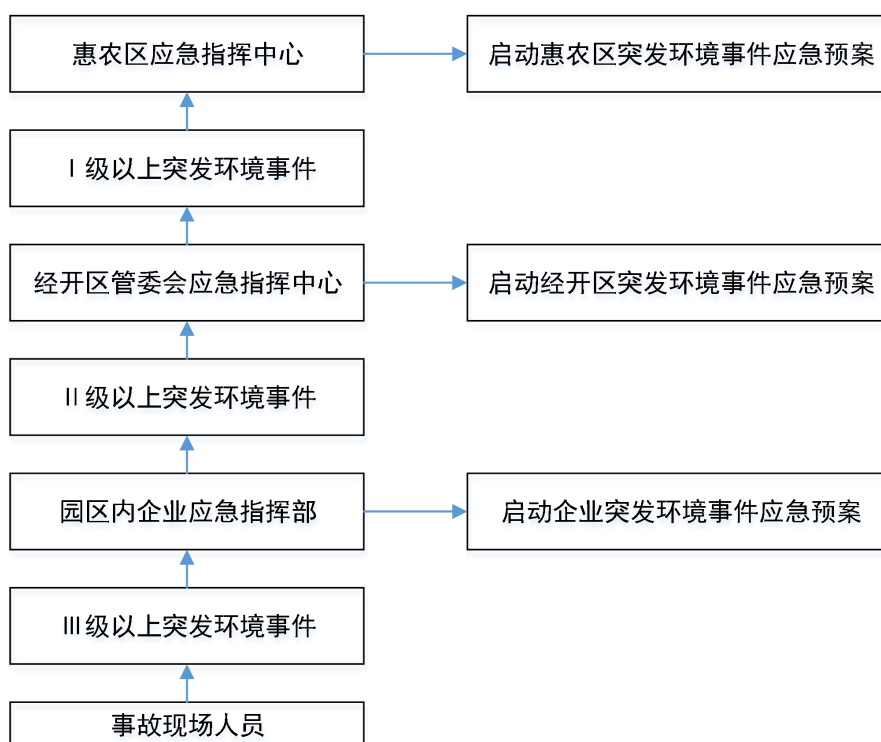 惠农区应急指挥中心
启动惠农区突发环境事件应急预案
Ⅰ级以上突发环境事件
经开区管委会应急指挥中心
启动经开区突发环境事件应急预案
Ⅱ级以上突发环境事件
园区内企业应急指挥部
启动企业突发环境事件应急预案
Ⅲ级以上突发环境事件
事故现场人员